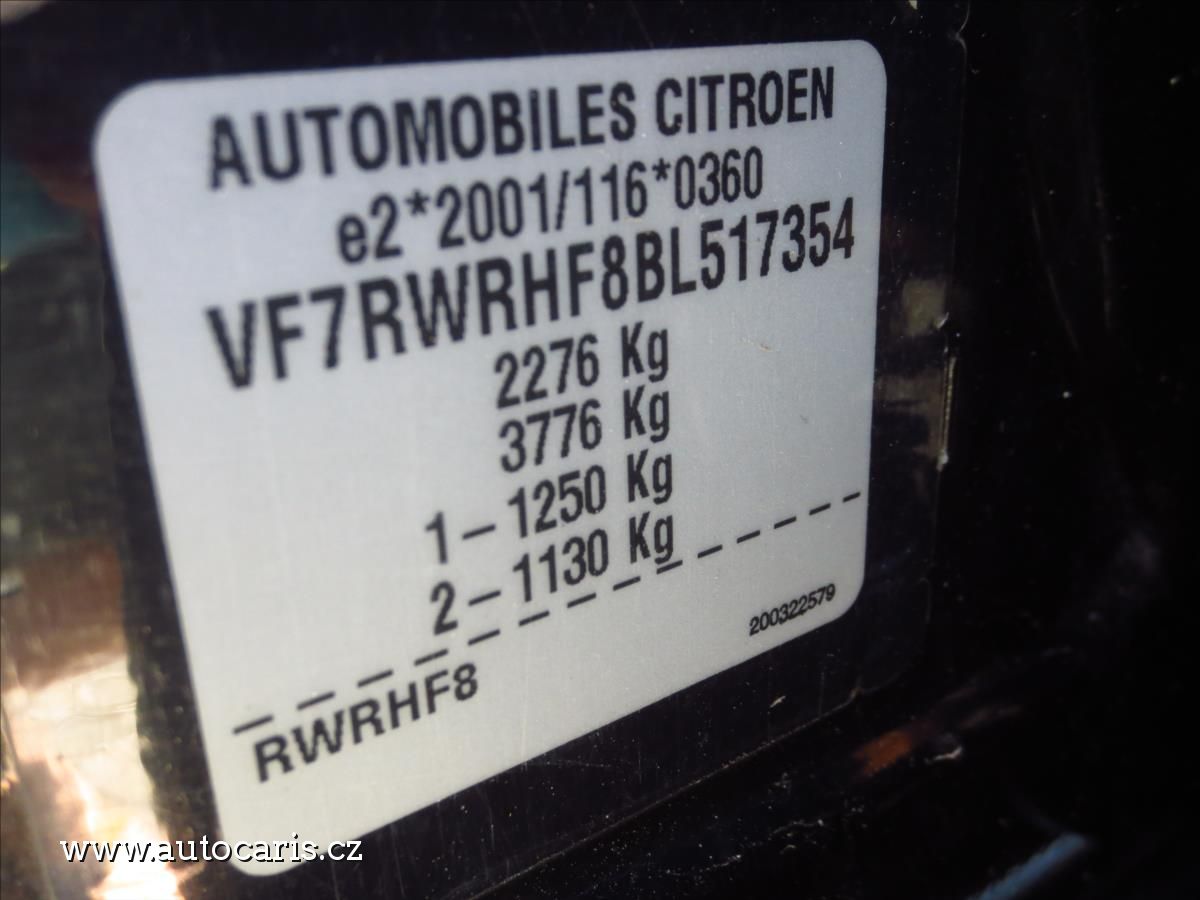 AUTOMOBILES CITROEN
e2*2001/116*0360
VF7RWRHF8BL517354
2276 Kg
3776 Kg
1 - 1250 Kg
2 - 1130 Kg
200322579
RWRHF8
www.autocaris.cz